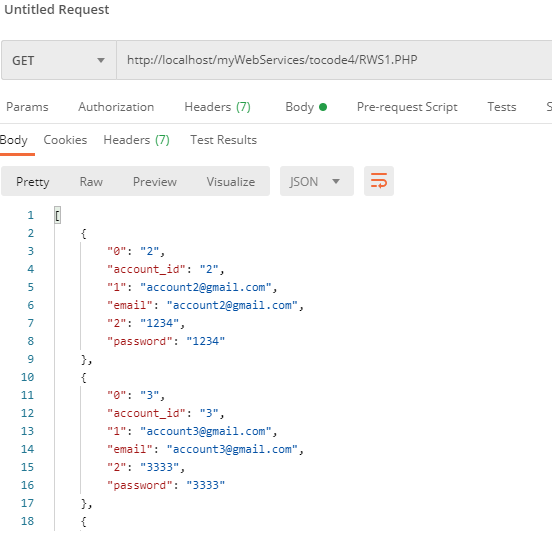 Untitled Request
GET http://localhost/myWebServices/tocode4/RWS1.PHP
Params Authorization Headers (7) Body Pre-request Script Tests S
Body Cookies Headers (7) Test Results
Pretty Raw Preview Visualize JSON
1 [
2 {
3 "0": "2",
4 "account_id": "2",
5 "1": "account2@gmail.com",
6 "email": "account2@gmail.com",
7 "2": "1234",
8 "password": "1234"
9 },
10 {
11 "0": "3",
12 "account_id": "3",
13 "1": "account3@gmail.com",
14 "email": "account3@gmail.com",
15 "2": "3333",
16 "password": "3333"
17 },
18 {